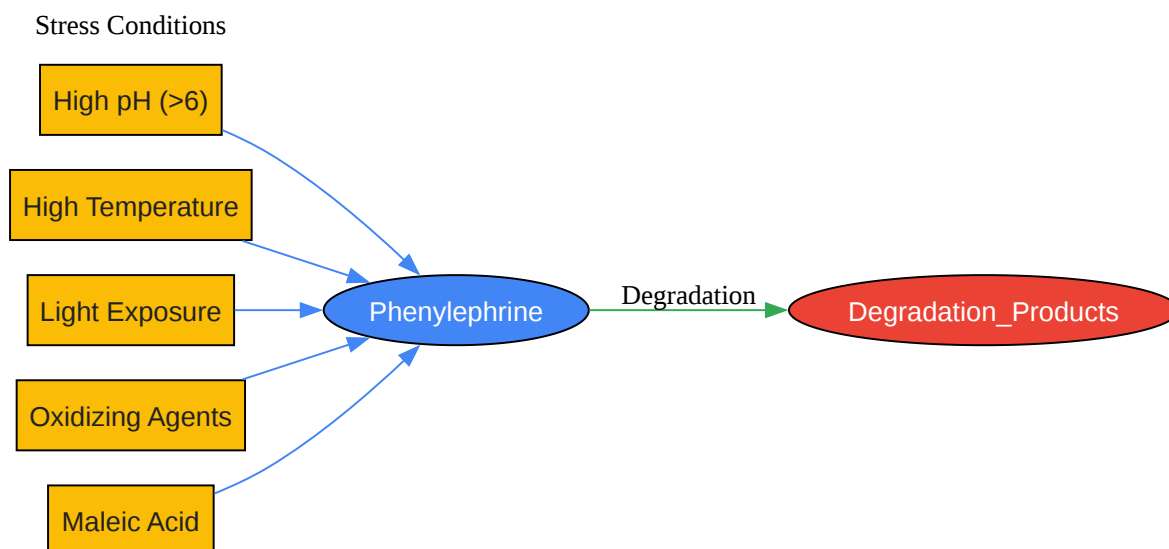 Stress Conditions
High pH (>6)
High Temperature
Light Exposure
Oxidizing Agents
Maleic Acid
Phenylephrine
Degradation
Degradation_Products